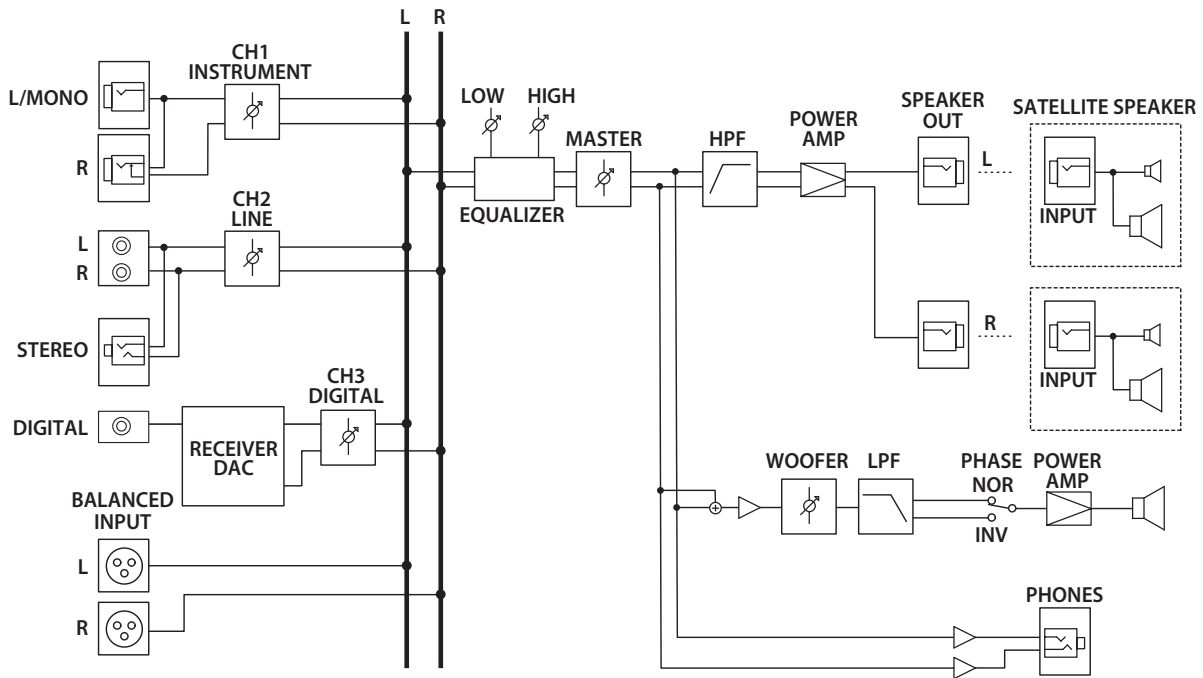 L R
CH1
INSTRUMENT
L/MONO
R
CH2
LINE
L
R
STEREO
CH3
DIGITAL
DIGITAL
RECEIVER
DAC
BALANCED
INPUT
L
R
LOW HIGH
EQUALIZER
MASTER
HPF
POWER
AMP
SPEAKER
OUT
L
R
SATELLITE SPEAKER
INPUT
INPUT
WOOFER
LPF
PHASE
NOR
INV
POWER
AMP
PHONES